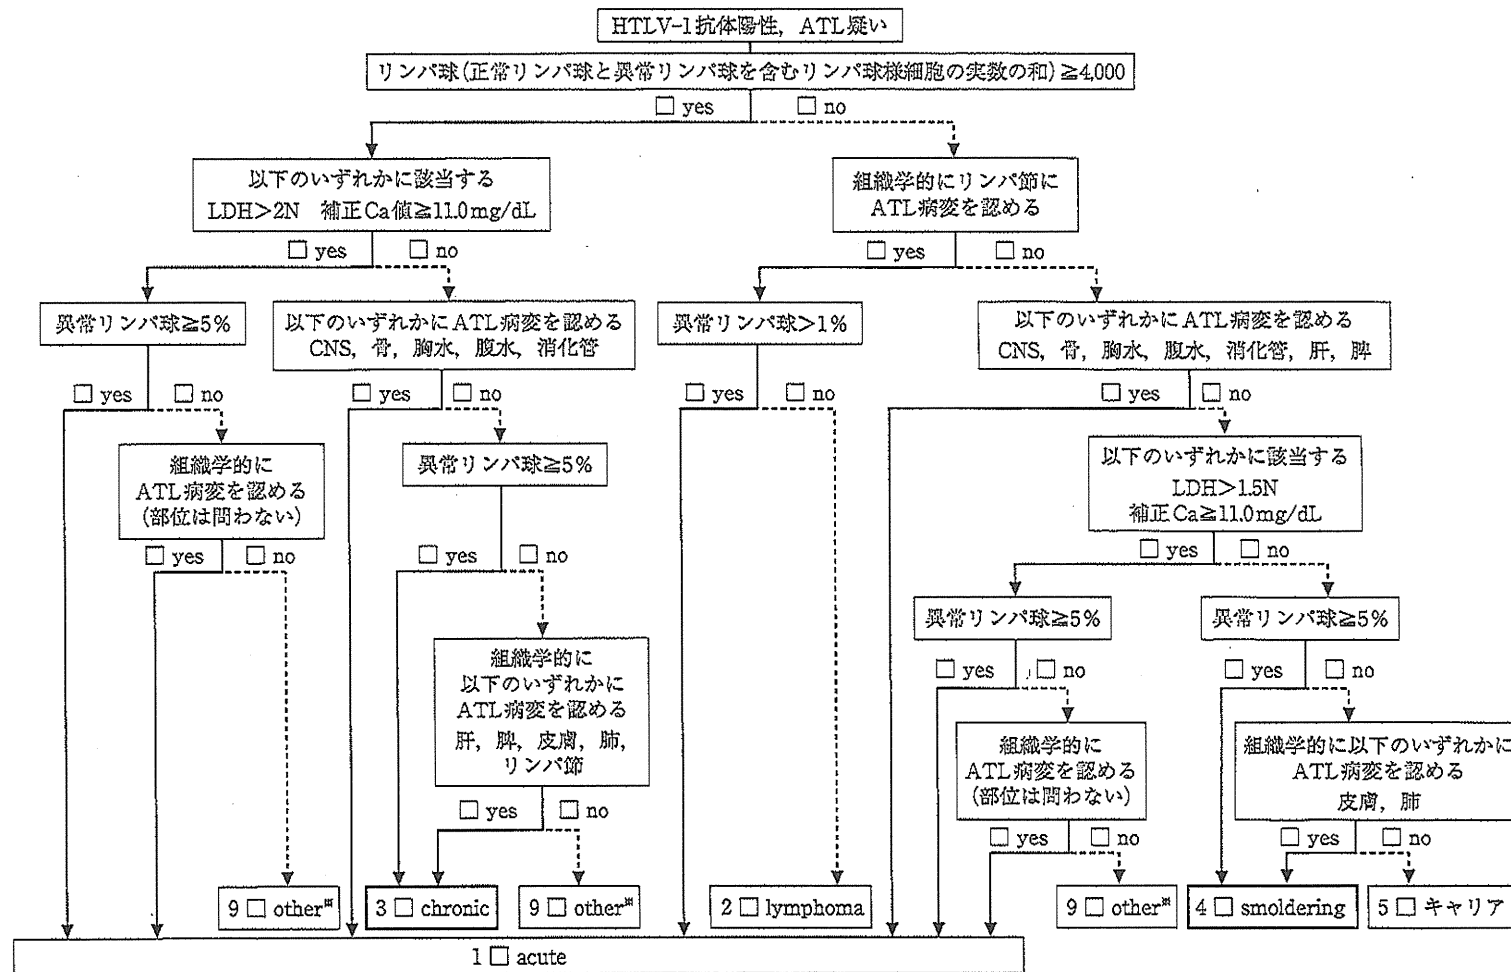 HTLV-1抗体陽性, ATL疑い
リンパ球(正常リンパ球と異常リンパ球を含むリンパ球様細胞の実数の和)≧4,000
□ yes □ no
以下のいずれかに該当する
LDH>2N 補正Ca値≧11.0mg/dL
□ yes □ no
組織学的にリンパ節に
ATL病変を認める
□ yes □ no
異常リンパ球≧5%
□ yes □ no
以下のいずれかにATL病変を認める
CNS, 骨, 胸水, 腹水, 消化管
□ yes □ no
異常リンパ球>1%
□ yes □ no
以下のいずれかにATL病変を認める
CNS, 骨, 胸水, 腹水, 消化管, 肝, 脾
□ yes □ no
組織学的に
ATL病変を認める
(部位は問わない)
□ yes □ no
異常リンパ球≧5%
□ yes □ no
以下のいずれかに該当する
LDH>1.5N
補正Ca≧11.0mg/dL
□ yes □ no
組織学的に
以下のいずれかに
ATL病変を認める
肝, 脾, 皮膚, 肺,
リンパ節
□ yes □ no
異常リンパ球≧5%
□ yes □ no
異常リンパ球≧5%
□ yes □ no
組織学的に
ATL病変を認める
(部位は問わない)
□ yes □ no
組織学的に以下のいずれかに
ATL病変を認める
皮膚, 肺
□ yes □ no
9 □ other※
3 □ chronic
9 □ other※
2 □ lymphoma
9 □ other※
4 □ smoldering
5 □ キャリア
1 □ acute